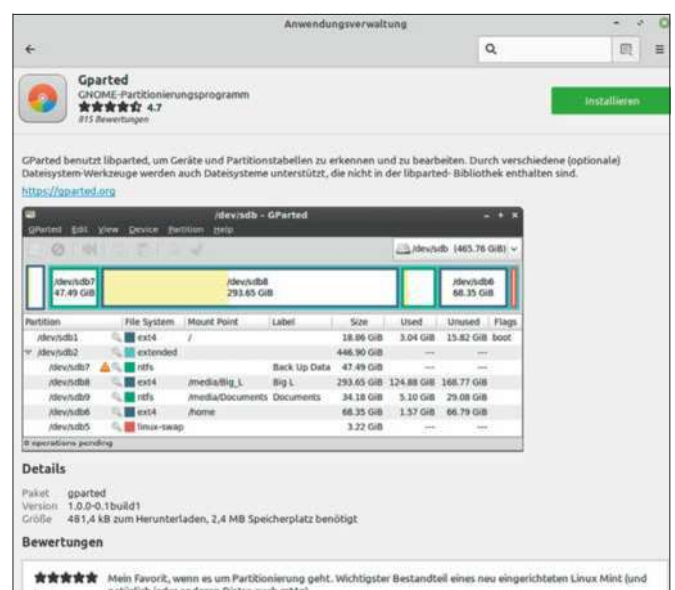 Anwendungsverwaltung
Gparted
GNOME-Partitionierungsprogramm
4.7
815 Bewertungen
Installieren
GParted benutzt libparted, um Geräte und Partitionstabellen zu erkennen und zu bearbeiten. Durch verschiedene (optionale)
Dateisystem-Werkzeuge werden auch Dateisysteme unterstützt, die nicht in der libparted- Bibliothek enthalten sind.
https://gparted.org
/dev/sdb - GParted
GParted Edit View Device Partition Help
/dev/sdb (465.76 GiB)
/dev/sdb7 /dev/sdb8 /dev/sdb6
47.49 GiB 293.65 GiB 68.35 GiB
Partition File System Mount Point Label Size Used Unused Flags
/dev/sdb1 ext4 / 18.86 GiB 3.04 GiB 15.82 GiB boot
/dev/sdb2 extended 446.90 GiB --- ---
/dev/sdb7 ntfs Back Up Data 47.49 GiB --- ---
/dev/sdb8 ext4 /media/Big_L Big L 293.65 GiB 124.88 GiB 168.77 GiB
/dev/sdb9 ntfs /media/Documents Documents 34.18 GiB 5.10 GiB 29.08 GiB
/dev/sdb6 ext4 /home 68.35 GiB 1.57 GiB 66.79 GiB
/dev/sdb5 linux-swap 3.22 GiB --- ---
0 operations pending
Details
Paket gparted
Version 1.0.0-0.1build1
Größe 481,4 kB zum Herunterladen, 2,4 MB Speicherplatz benötigt
Bewertungen
Mein Favorit, wenn es um Partitionierung geht. Wichtigster Bestandteil eines neu eingerichteten Linux Mint (und